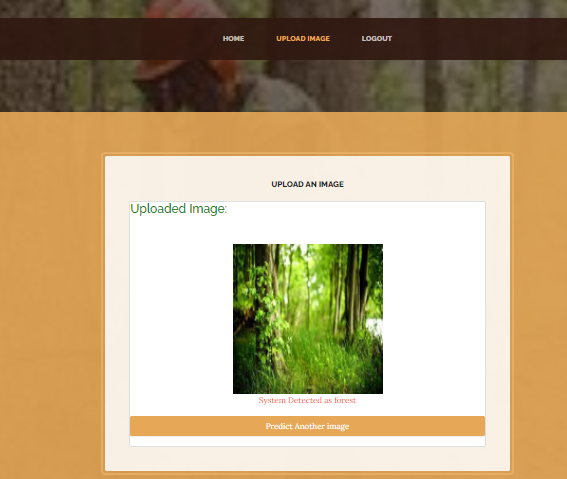 HOME UPLOAD IMAGE LOGOUT
UPLOAD AN IMAGE
Uploaded Image:
System Detected as forest
Predict Another image